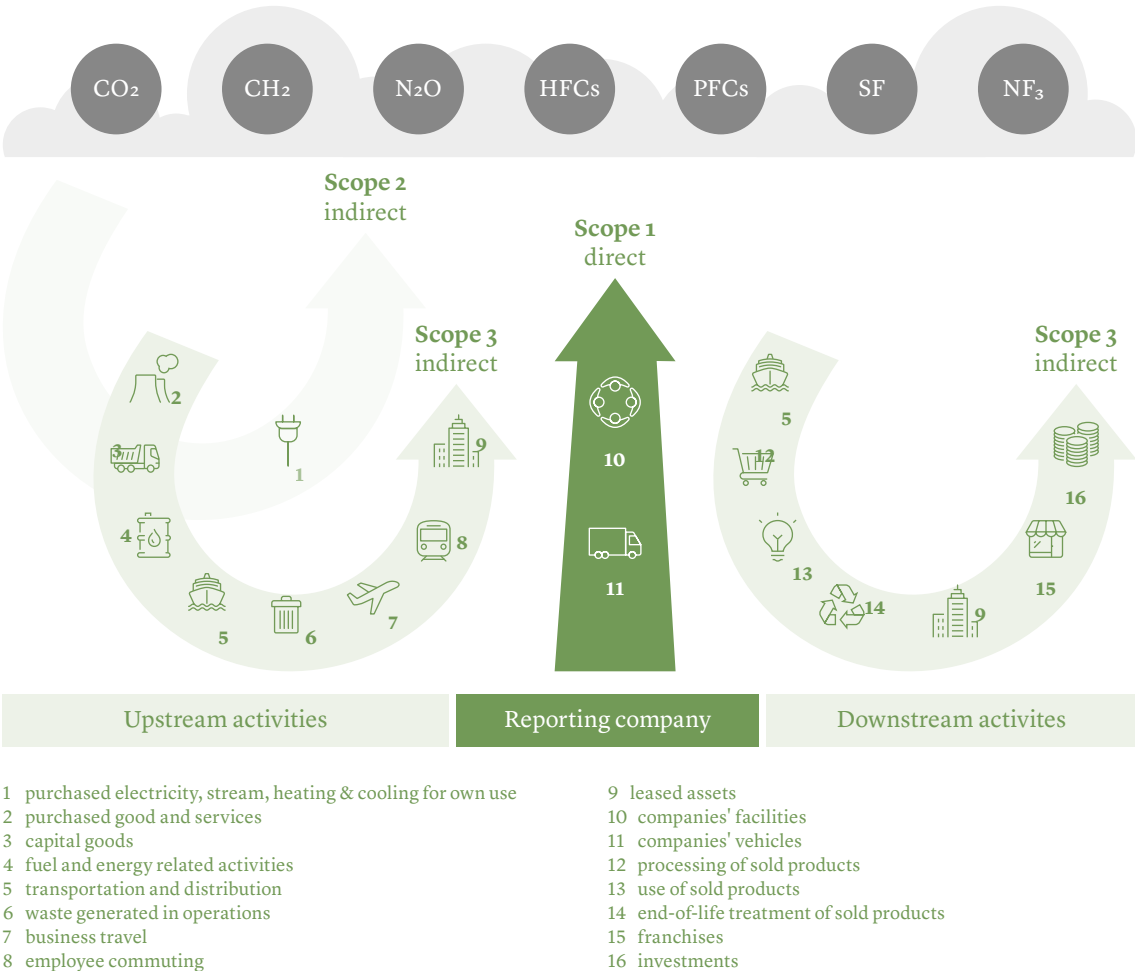 CO₂
CH₂
N₂O
HFCs
PFCs
SF
NF₃
Scope 2
indirect
Scope 1
direct
Scope 3
indirect
Scope 3
indirect
2
3
4
5
6
7
8
9
1
10
11
5
12
13
14
9
15
16
Upstream activities
Reporting company
Downstream activites
1 purchased electricity, stream, heating & cooling for own use
2 purchased good and services
3 capital goods
4 fuel and energy related activities
5 transportation and distribution
6 waste generated in operations
7 business travel
8 employee commuting
9 leased assets
10 companies' facilities
11 companies' vehicles
12 processing of sold products
13 use of sold products
14 end-of-life treatment of sold products
15 franchises
16 investments